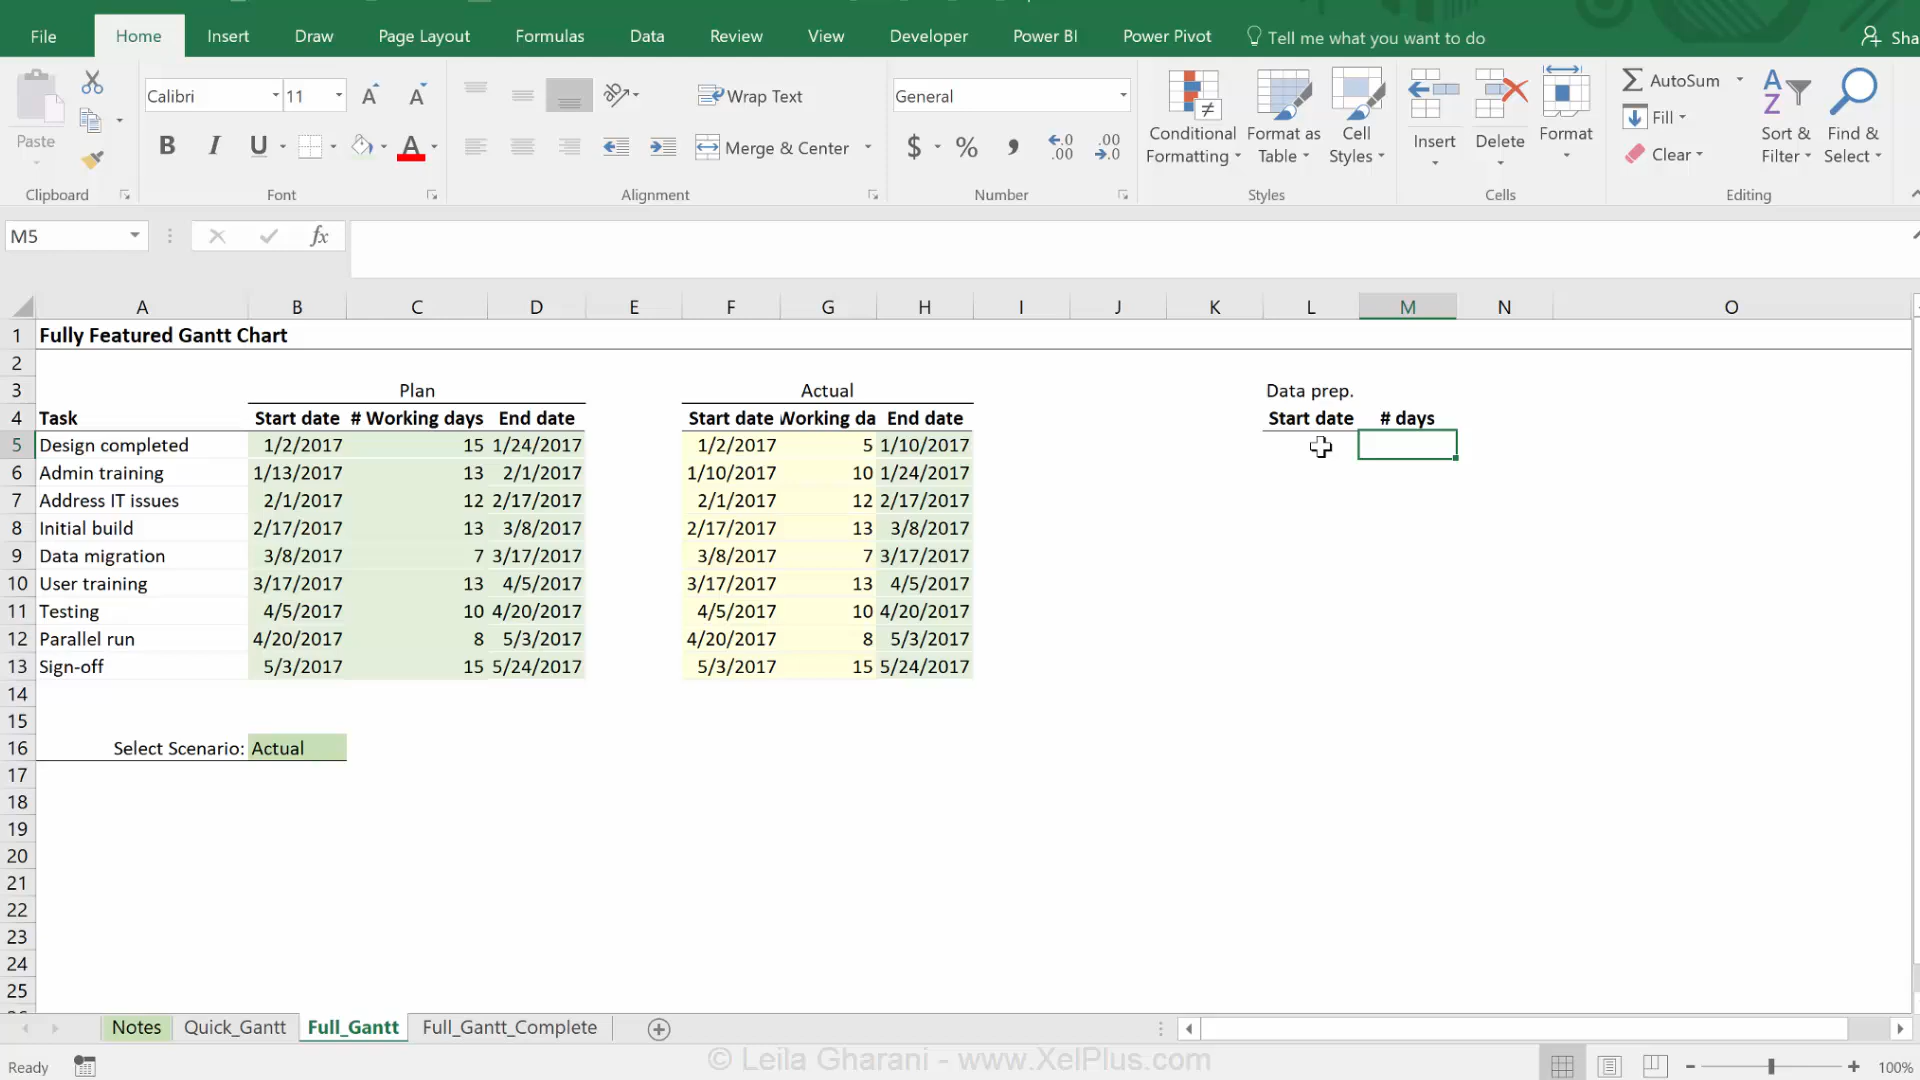 File Home Insert Draw Page Layout Formulas Data Review View Developer Power BI Power Pivot Tell me what you want to do Sha
Calibri 11 Wrap Text General AutoSum
Paste Conditional Formatting Format as Table Cell Styles Insert Delete Format Fill Sort & Filter Find & Select
B I U A Merge & Center $ % , .00 .0 Clear
Clipboard Font Alignment Number Styles Cells Editing
M5 fx
A B C D E F G H I J K L M N O
1 Fully Featured Gantt Chart
2
3 Plan Actual Data prep.
4 Task Start date # Working days End date Start date Working da End date Start date # days
5 Design completed 1/2/2017 15 1/24/2017 1/2/2017 5 1/10/2017
6 Admin training 1/13/2017 13 2/1/2017 1/10/2017 10 1/24/2017
7 Address IT issues 2/1/2017 12 2/17/2017 2/1/2017 12 2/17/2017
8 Initial build 2/17/2017 13 3/8/2017 2/17/2017 13 3/8/2017
9 Data migration 3/8/2017 7 3/17/2017 3/8/2017 7 3/17/2017
10 User training 3/17/2017 13 4/5/2017 3/17/2017 13 4/5/2017
11 Testing 4/5/2017 10 4/20/2017 4/5/2017 10 4/20/2017
12 Parallel run 4/20/2017 8 5/3/2017 4/20/2017 8 5/3/2017
13 Sign-off 5/3/2017 15 5/24/2017 5/3/2017 15 5/24/2017
14
15
16 Select Scenario: Actual
17
18
19
20
21
22
23
24
25
Notes Quick_Gantt Full_Gantt Full_Gantt_Complete
Ready © Leila Gharani - www.XelPlus.com 100%